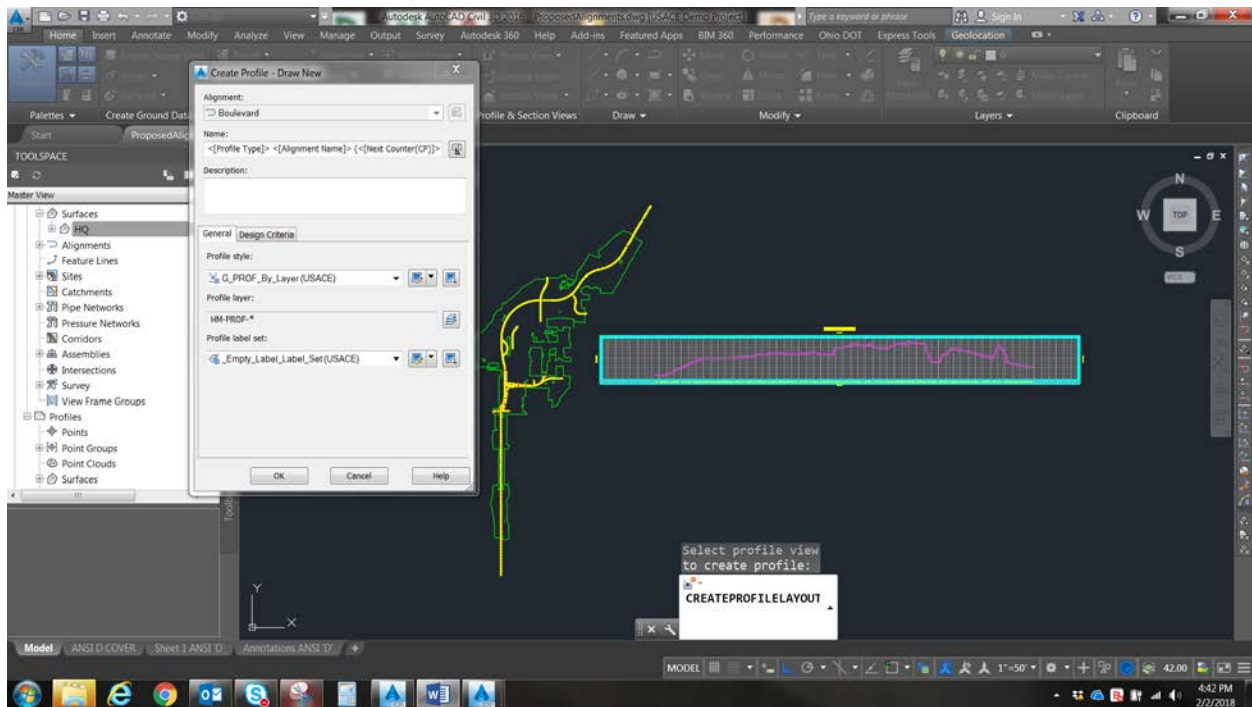 Autodesk AutoCAD Civil 3D 2016 ProposedAlignments.dwg [USACE Demo Project]
Type a keyword or phrase
Sign In
Home Insert Annotate Modify Analyze View Manage Output Survey Autodesk 360 Help Add-ins Featured Apps BIM 360 Performance Ohio DOT Express Tools Geolocation
Palettes
Create Ground Data
Profile & Section Views
Draw
Modify
Layers
Clipboard
Start
ProposedAlig
TOOLSPACE
Master View
Surfaces
HQ
Alignments
Feature Lines
Sites
Catchments
Pipe Networks
Pressure Networks
Corridors
Assemblies
Intersections
Survey
View Frame Groups
Profiles
Points
Point Groups
Point Clouds
Surfaces
Create Profile - Draw New
Alignment:
Boulevard
Name:
<[Profile Type]> <[Alignment Name]> (<[Next Counter(CP)]>
Description:
General Design Criteria
Profile style:
G_PROF_By_Layer(USACE)
Profile layer:
HM-PROF-*
Profile label set:
_Empty_Label_Label_Set(USACE)
OK Cancel Help
N
W TOP E
S
WCS
Select profile view
to create profile:
CREATEPROFILELAYOUT
Y
X
Model ANSI D COVER Sheet 1 ANSI 'D' Annotations ANSI 'D'
MODEL
1"=50'
42.00
4:42 PM
2/2/2018